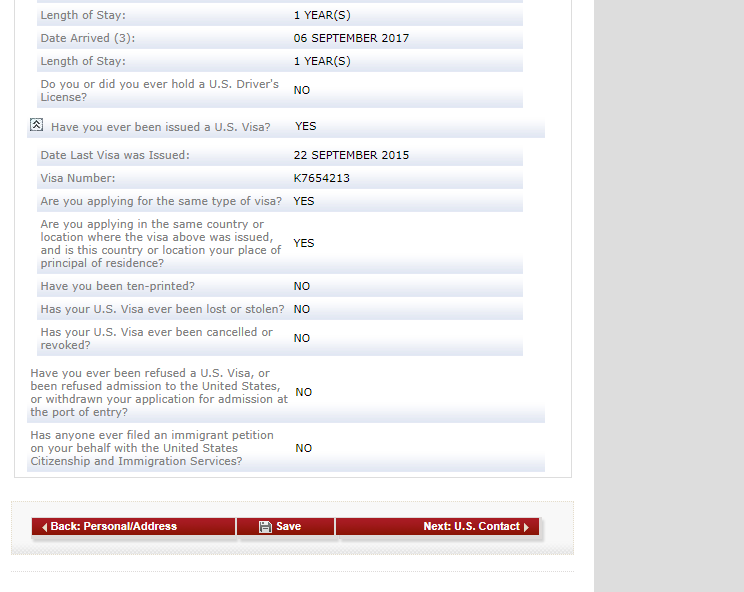 Length of Stay: 1 YEAR(S)
Date Arrived (3): 06 SEPTEMBER 2017
Length of Stay: 1 YEAR(S)
Do you or did you ever hold a U.S. Driver's
License?
NO
Have you ever been issued a U.S. Visa? YES
Date Last Visa was Issued: 22 SEPTEMBER 2015
Visa Number: K7654213
Are you applying for the same type of visa? YES
Are you applying in the same country or
location where the visa above was issued,
and is this country or location your place of
principal of residence?
YES
Have you been ten-printed? NO
Has your U.S. Visa ever been lost or stolen? NO
Has your U.S. Visa ever been cancelled or
revoked?
NO
Have you ever been refused a U.S. Visa, or
been refused admission to the United States,
or withdrawn your application for admission at
the port of entry?
NO
Has anyone ever filed an immigrant petition
on your behalf with the United States
Citizenship and Immigration Services?
NO
Back: Personal/Address Save Next: U.S. Contact